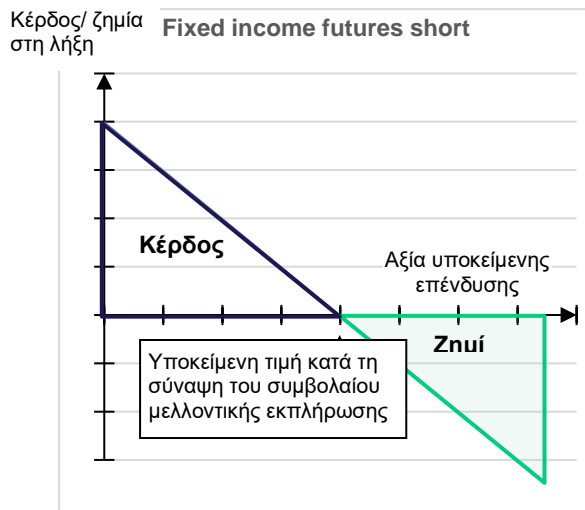 Κέρδος/ ζημία
στη λήξη
Fixed income futures short
Κέρδος
Αξία υποκείμενης
επένδυσης
Ζημί
Υποκείμενη τιμή κατά τη
σύναψη του συμβολαίου
μελλοντικής εκπλήρωσης